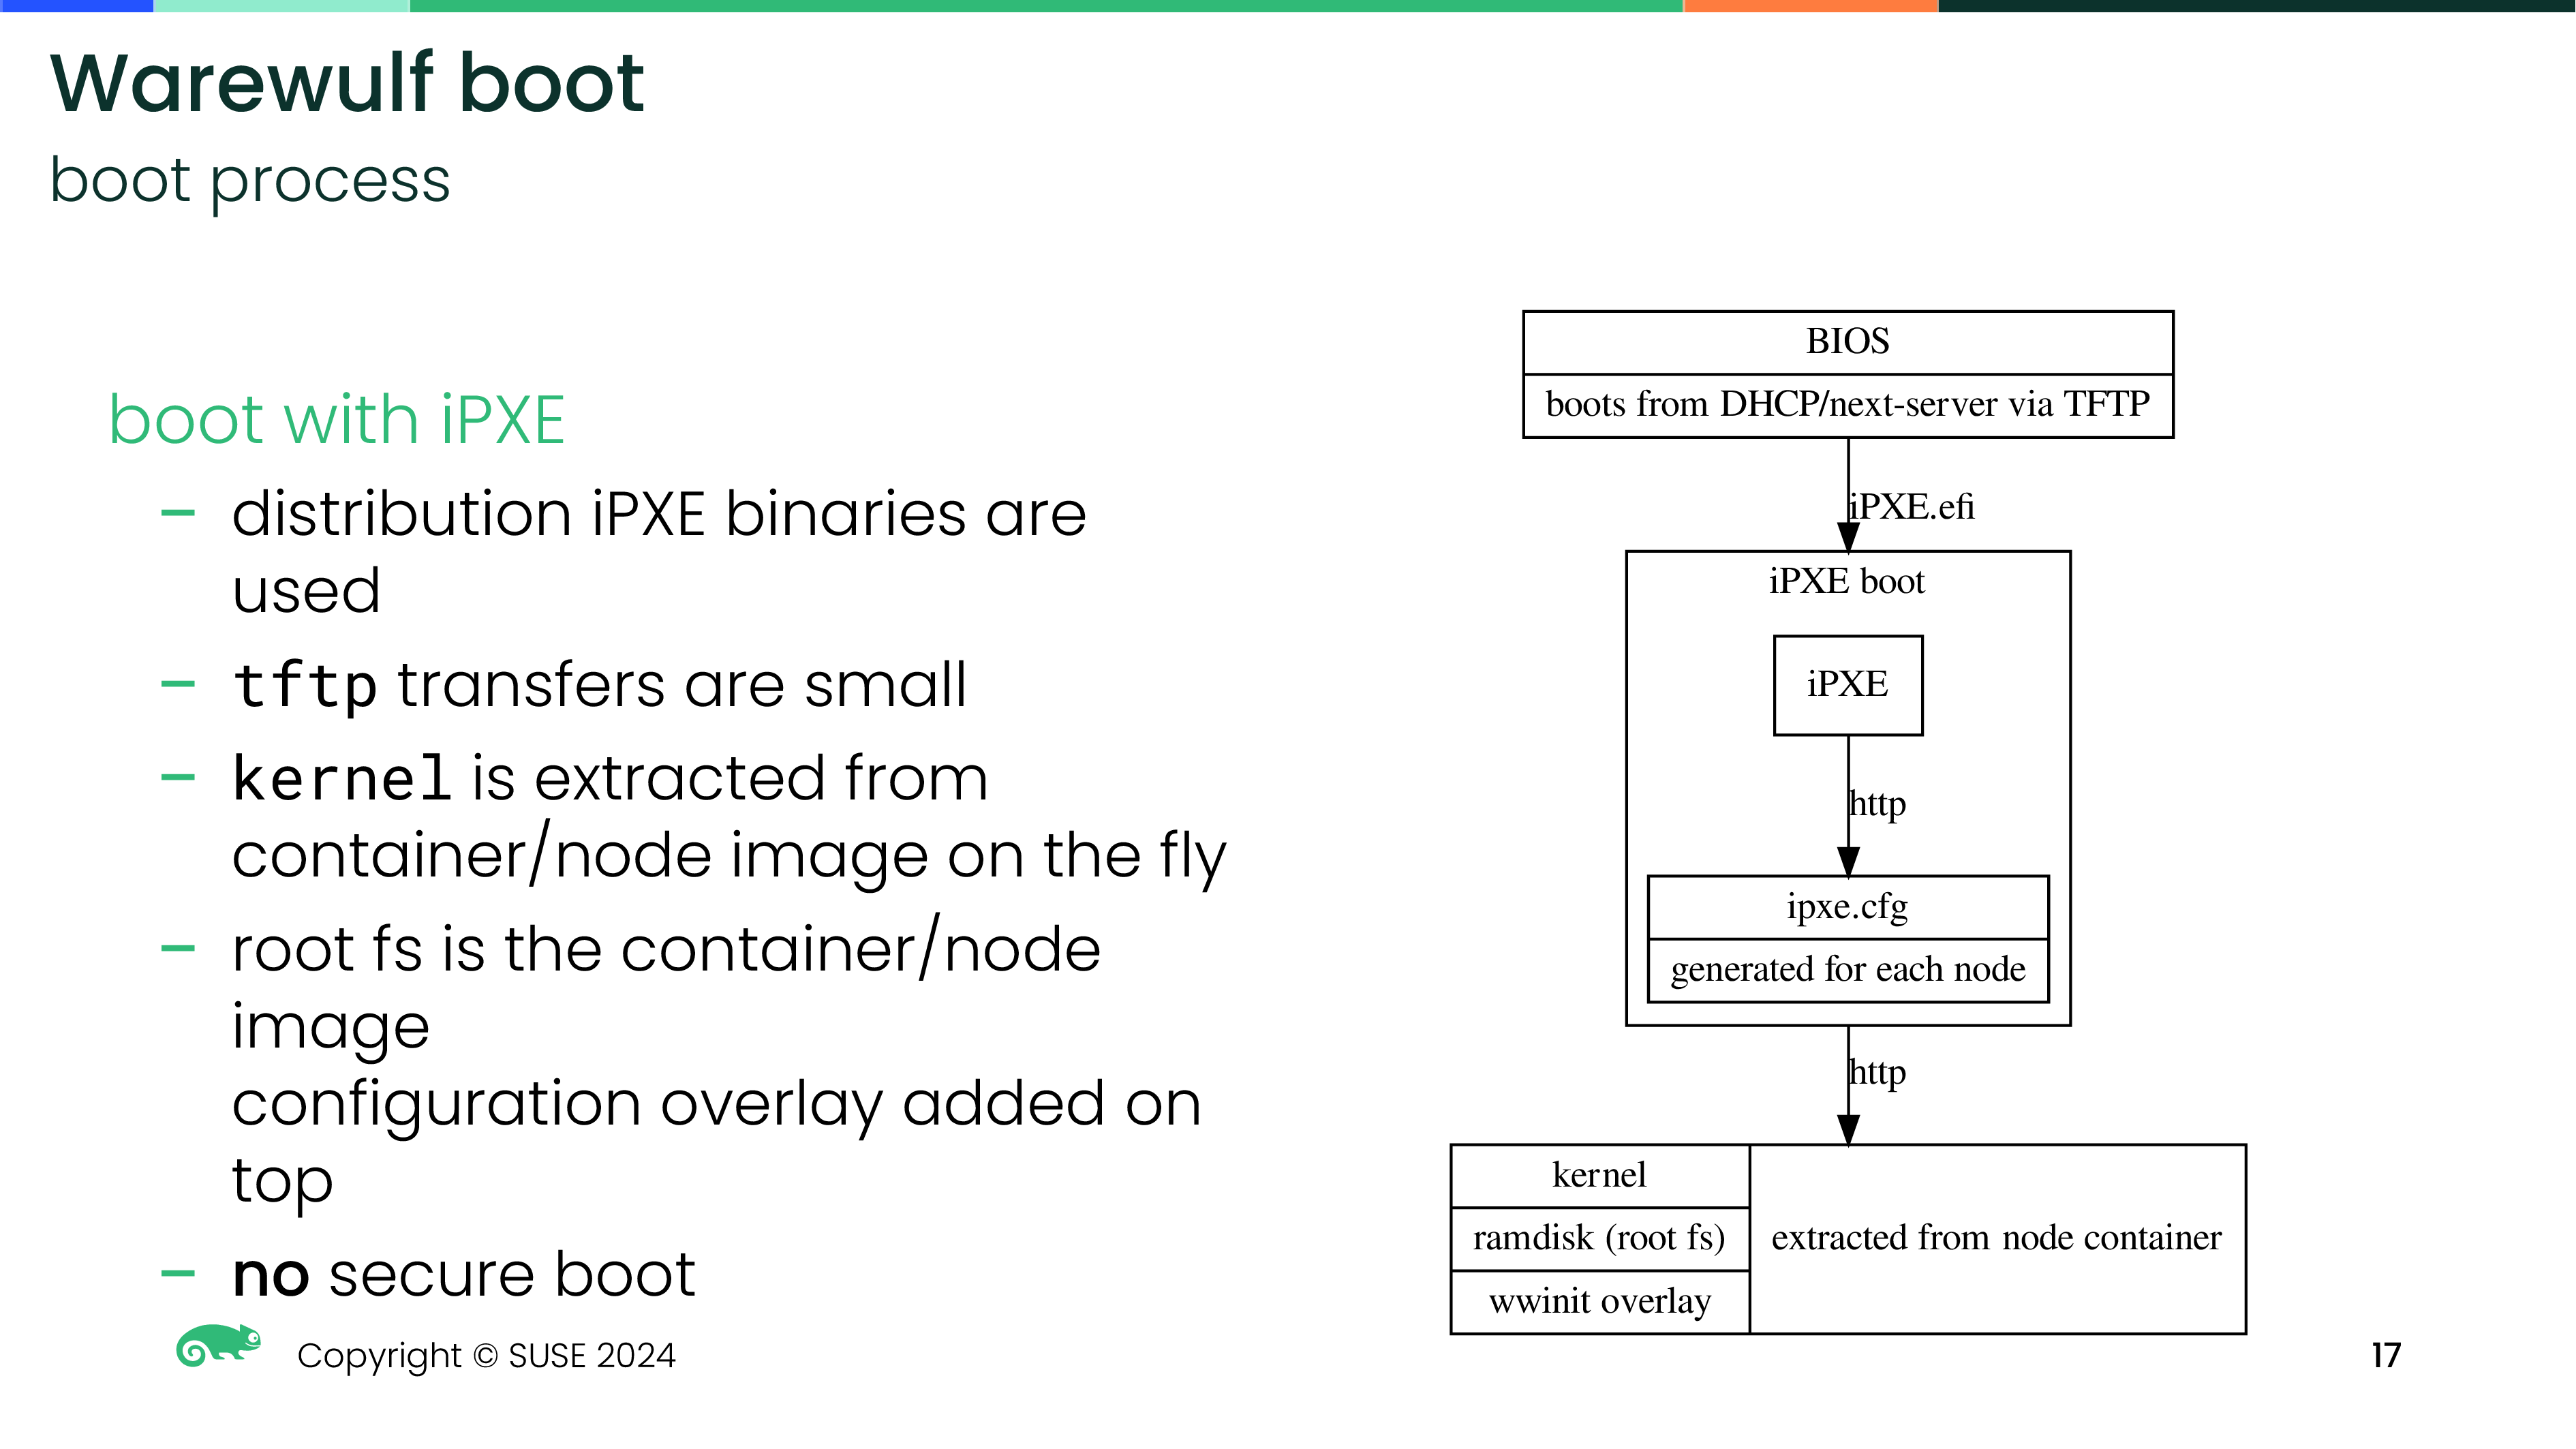 Warewulf boot
boot process
boot with iPXE
– distribution iPXE binaries are
used
– tftp transfers are small
– kernel is extracted from
container/node image on the fly
– root fs is the container/node
image
configuration overlay added on
top
– no secure boot
BIOS
boots from DHCP/next-server via TFTP
iPXE.efi
iPXE boot
iPXE
http
ipxe.cfg
generated for each node
http
kernel
ramdisk (root fs)
wwinit overlay
extracted from node container
Copyright © SUSE 2024
17